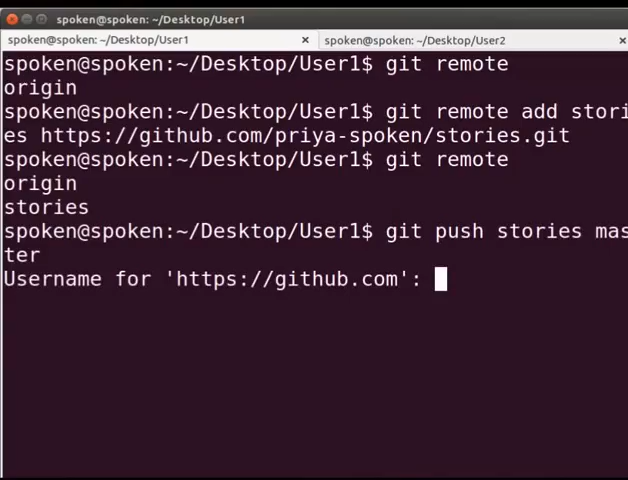 spoken@spoken: ~/Desktop/User1
spoken@spoken: ~/Desktop/User1 × spoken@spoken: ~/Desktop/User2 ×
spoken@spoken:~/Desktop/User1$ git remote
origin
spoken@spoken:~/Desktop/User1$ git remote add stori
es https://github.com/priya-spoken/stories.git
spoken@spoken:~/Desktop/User1$ git remote
origin
stories
spoken@spoken:~/Desktop/User1$ git push stories mas
ter
Username for 'https://github.com':